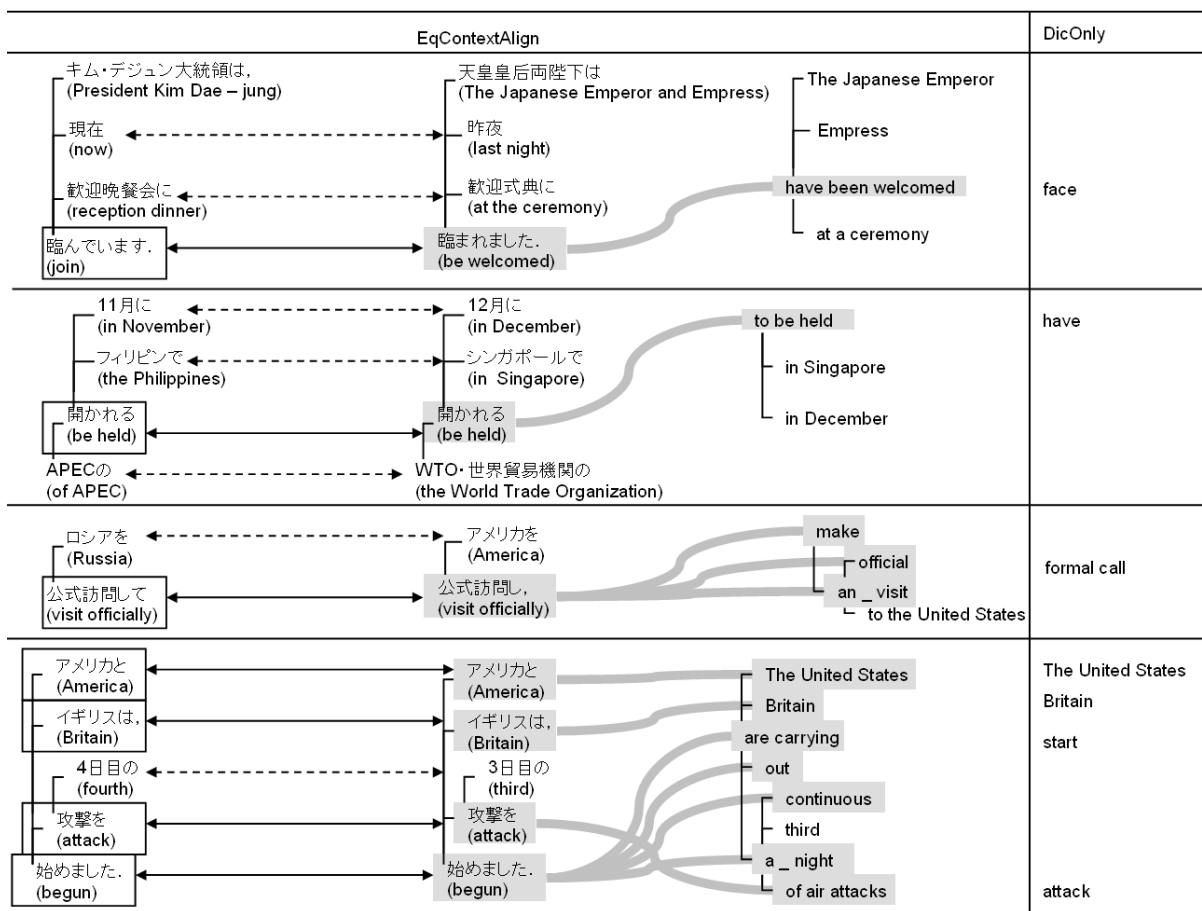 EqContextAlign
DicOnly
キム・デジュン大統領は,
(President Kim Dae – jung)
現在
(now)
歓迎晩餐会に
(reception dinner)
臨んでいます.
(join)
天皇皇后両陛下は
(The Japanese Emperor and Empress)
昨夜
(last night)
歓迎式典に
(at the ceremony)
臨まれました.
(be welcomed)
The Japanese Emperor
Empress
have been welcomed
at a ceremony
face
11月に
(in November)
フィリピンで
(the Philippines)
開かれる
(be held)
APECの
(of APEC)
12月に
(in December)
シンガポールで
(in Singapore)
開かれる
(be held)
WTO・世界貿易機関の
(the World Trade Organization)
to be held
in Singapore
in December
have
ロシアを
(Russia)
公式訪問して
(visit officially)
アメリカを
(America)
公式訪問し,
(visit officially)
make
official
an _ visit
to the United States
formal call
アメリカと
(America)
イギリスは,
(Britain)
4日目の
(fourth)
攻撃を
(attack)
始めました.
(begun)
アメリカと
(America)
イギリスは,
(Britain)
3日目の
(third)
攻撃を
(attack)
始めました.
(begun)
The United States
Britain
are carrying
out
continuous
third
a _ night
of air attacks
The United States
Britain
start
attack